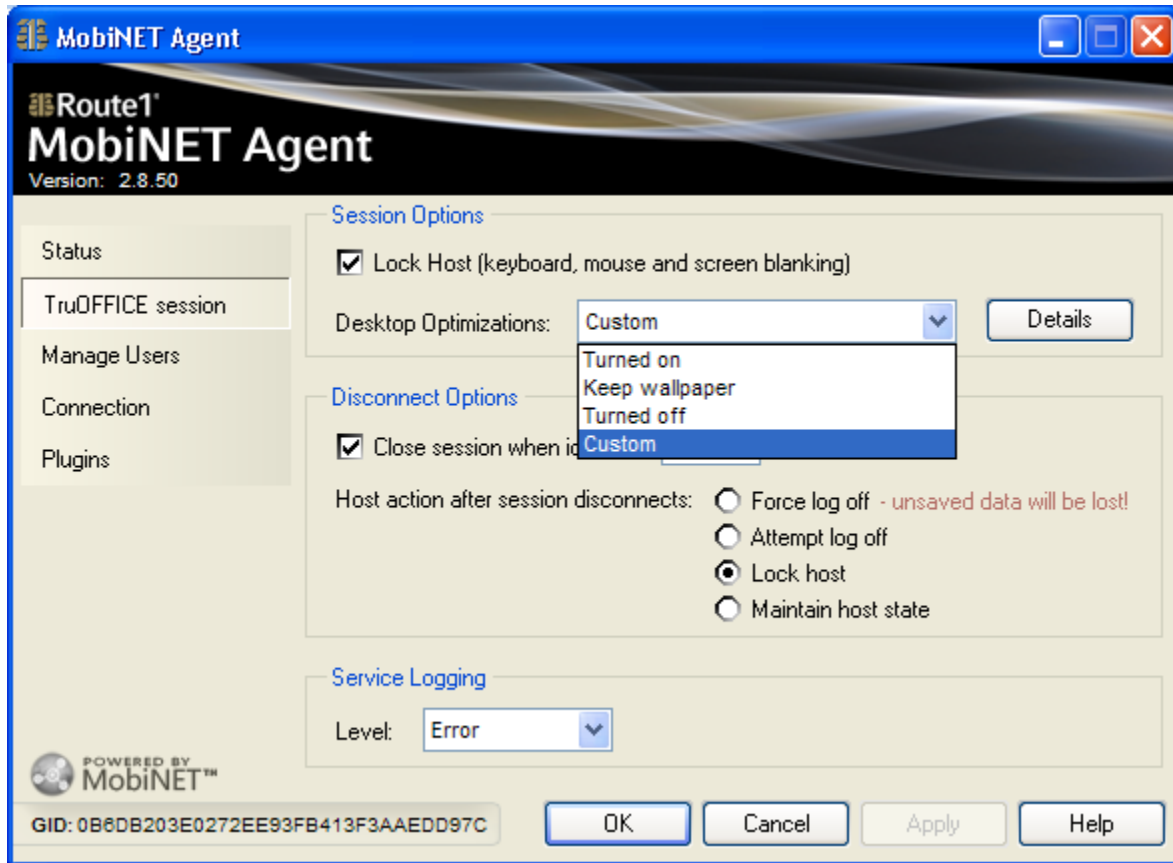 MobiNET Agent
Route1
MobiNET Agent
Version: 2.8.50
Status
TruOFFICE session
Manage Users
Connection
Plugins
Session Options
Lock Host (keyboard, mouse and screen blanking)
Desktop Optimizations: Custom Details
Turned on
Keep wallpaper
Turned off
Custom
Disconnect Options
Close session when
Host action after session disconnects:
Force log off - unsaved data will be lost!
Attempt log off
Lock host
Maintain host state
Service Logging
Level: Error
POWERED BY
MobiNET™
GID: 0B6DB203E0272EE93FB413F3AAEDD97C
OK Cancel Apply Help